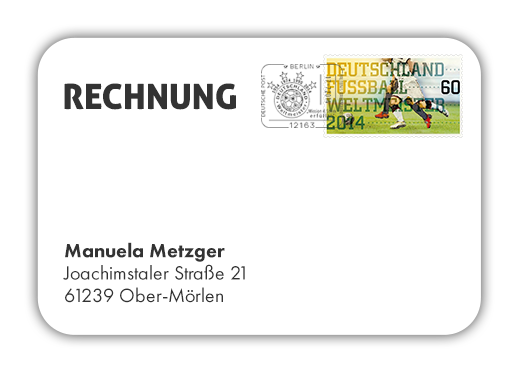 RECHNUNG
DEUTSCHLAND
FUSSBALL
60
WELTMEISTER
2014
DEUTSCHE POST
BERLIN
12163
Manuela Metzger
Joachimstaler Straße 21
61239 Ober-Mörlen